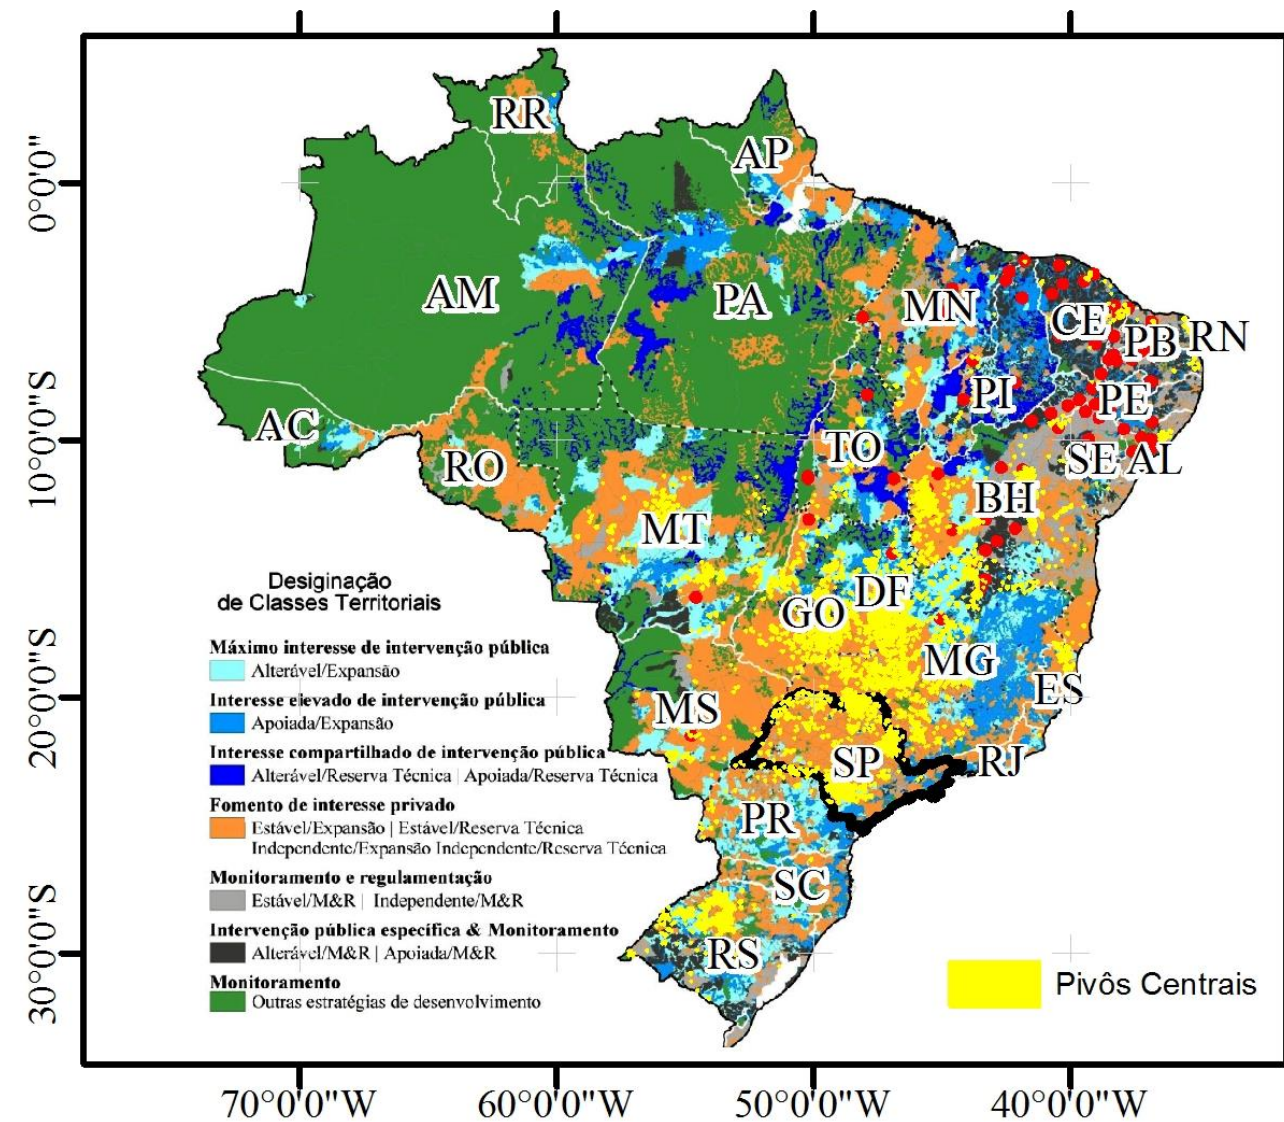 RR
AP
0°0'0"
AM
PA
MN
CE
RN
PB
PI
PE
AC
TO
SE
AL
10°0'0"S
RO
BH
MT
DF
GO
Desiginação
de Classes Territoriais
Máximo interesse de intervenção pública
Alterável/Expansão
MG
ES
Interesse elevado de intervenção pública
Apoiada/Expansão
MS
20°0'0"S
Interesse compartilhado de intervenção pública
Alterável/Reserva Técnica | Apoiada/Reserva Técnica
SP
RJ
Fomento de interesse privado
Estável/Expansão | Estável/Reserva Técnica
Independente/Expansão Independente/Reserva Técnica
PR
Monitoramento e regulamentação
Estável/M&R | Independente/M&R
SC
Intervenção pública específica & Monitoramento
Alterável/M&R | Apoiada/M&R
RS
30°0'0"S
Monitoramento
Outras estratégias de desenvolvimento
Pivôs Centrais
70°0'0"W
60°0'0"W
50°0'0"W
40°0'0"W